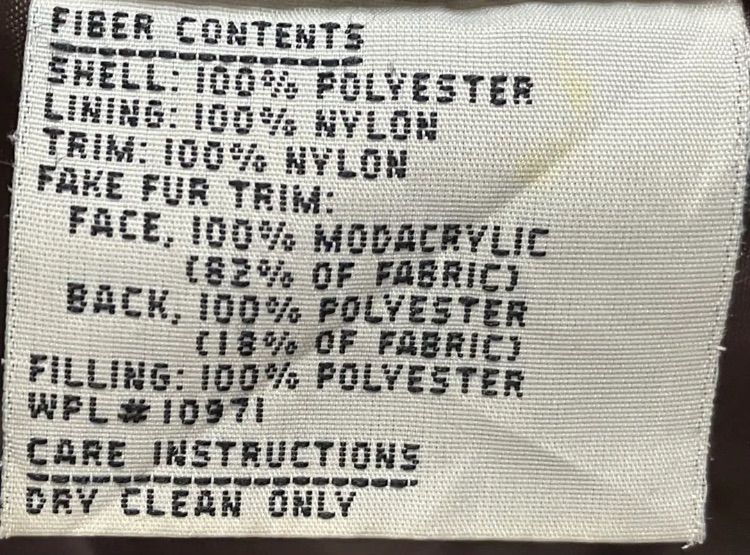 FIBER CONTENTS
SHELL: 100% POLYESTER
LINING: 100% NYLON
TRIM: 100% NYLON
FAKE FUR TRIM:
FACE, 100% MODACRYLIC
(82% OF FABRIC)
BACK, 100% POLYESTER
(18% OF FABRIC)
FILLING: 100% POLYESTER
WPL#10971
CARE INSTRUCTIONS
DRY CLEAN ONLY